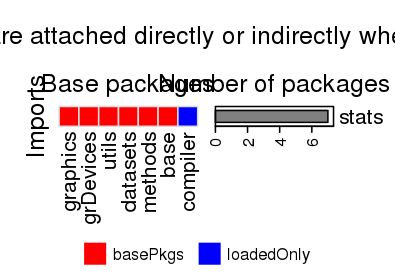 re attached directly or indirectly whe
Base packages
Number of packages
Imports
stats
graphics
grDevices
utils
datasets
methods
base
compiler
0 2 4 6
basePkgs
loadedOnly